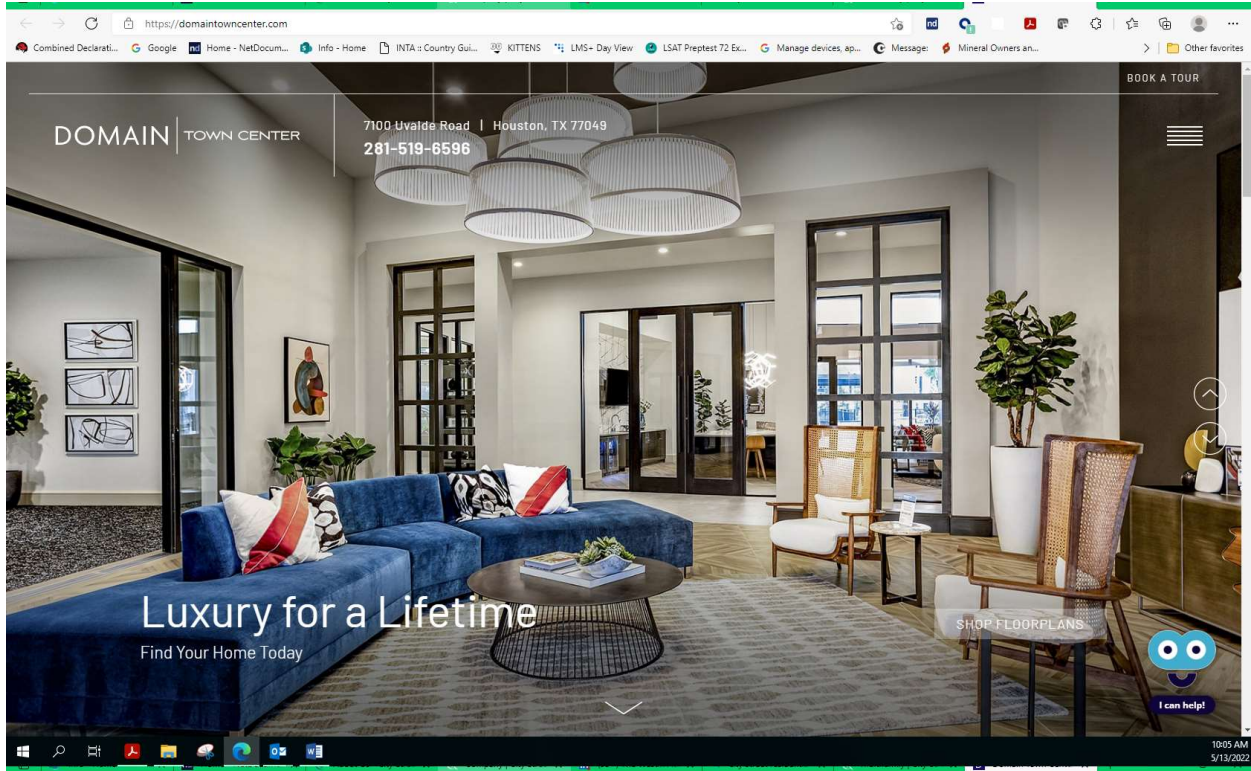 https://domaintowncenter.com
Combined Declarati...
Google
Home - NetDocum...
Info - Home
INTA :: Country Gui...
KITTENS
LMS+ Day View
LSAT Preptest 72 Ex...
Manage devices, ap...
Message:
Mineral Owners an...
Other favorites
BOOK A TOUR
DOMAIN TOWN CENTER
7100 Uvalde Road | Houston, TX 77049
281-519-6596
Luxury for a Lifetime
Find Your Home Today
SHOP FLOORPLANS
I can help!
10:05 AM
5/13/2022